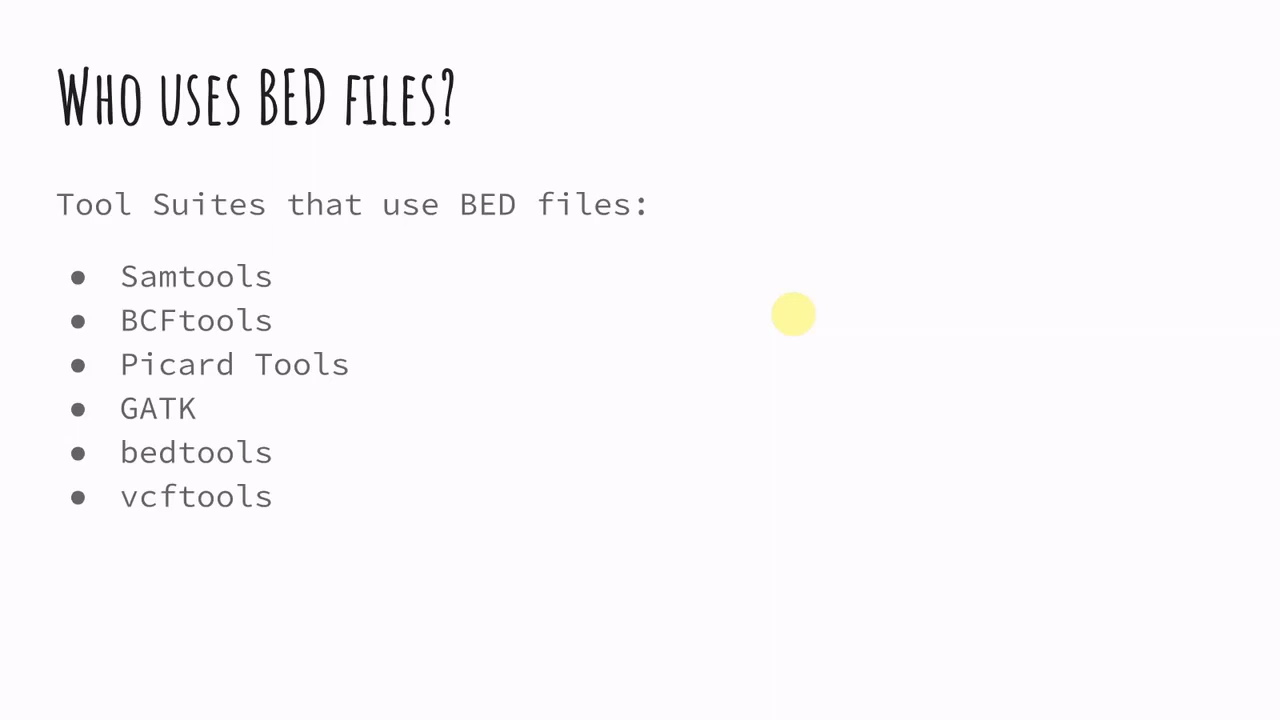 Who uses BED files?
Tool Suites that use BED files:
● Samtools
● BCFtools
● Picard Tools
● GATK
● bedtools
● vcftools